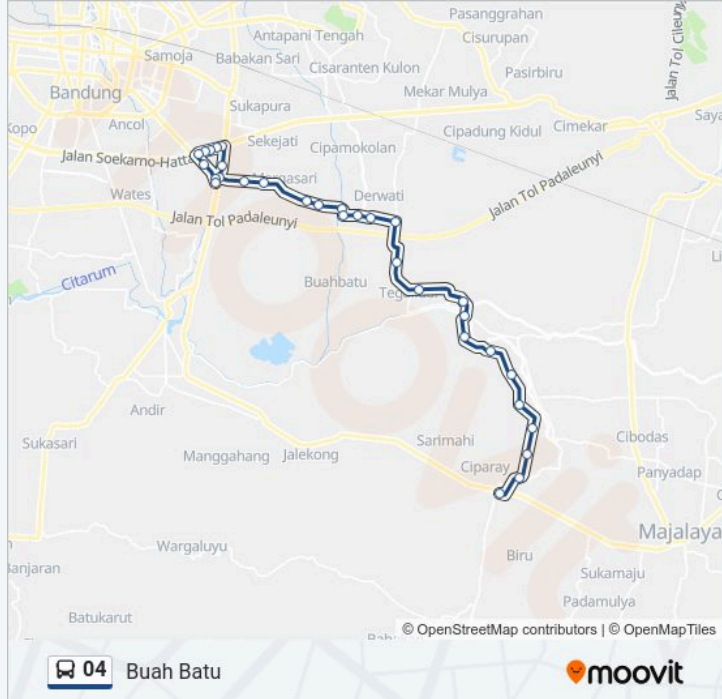 Pasanggrahan
Antapani Tengah
Cisurupan
Samoja
Babakan Sari
Cisaranten Kulon
Pasirbiru
Jalan Tol Cileunyi
Bandung
Mekar Mulya
Sukapura
Ancol
Cimekar
Kopo
Sekejati
Cipadung Kidul
Jalan Soekarno-Hatta
Cipamokolan
Margasari
Wates
Derwati
Jalan Tol Padaleunyi
Jalan Tol Padaleunyi
Citarum
Buahbatu
Andir
Sarimahi
Cibodas
Sukasari
Manggahang
Jalekong
Ciparay
Panyadap
Majalaya
Wargaluyu
Biru
Banjaran
Sukamaju
Padamulya
Batukarut
© OpenStreetMap contributors | © OpenMapTiles
04 Buah Batu
moovit